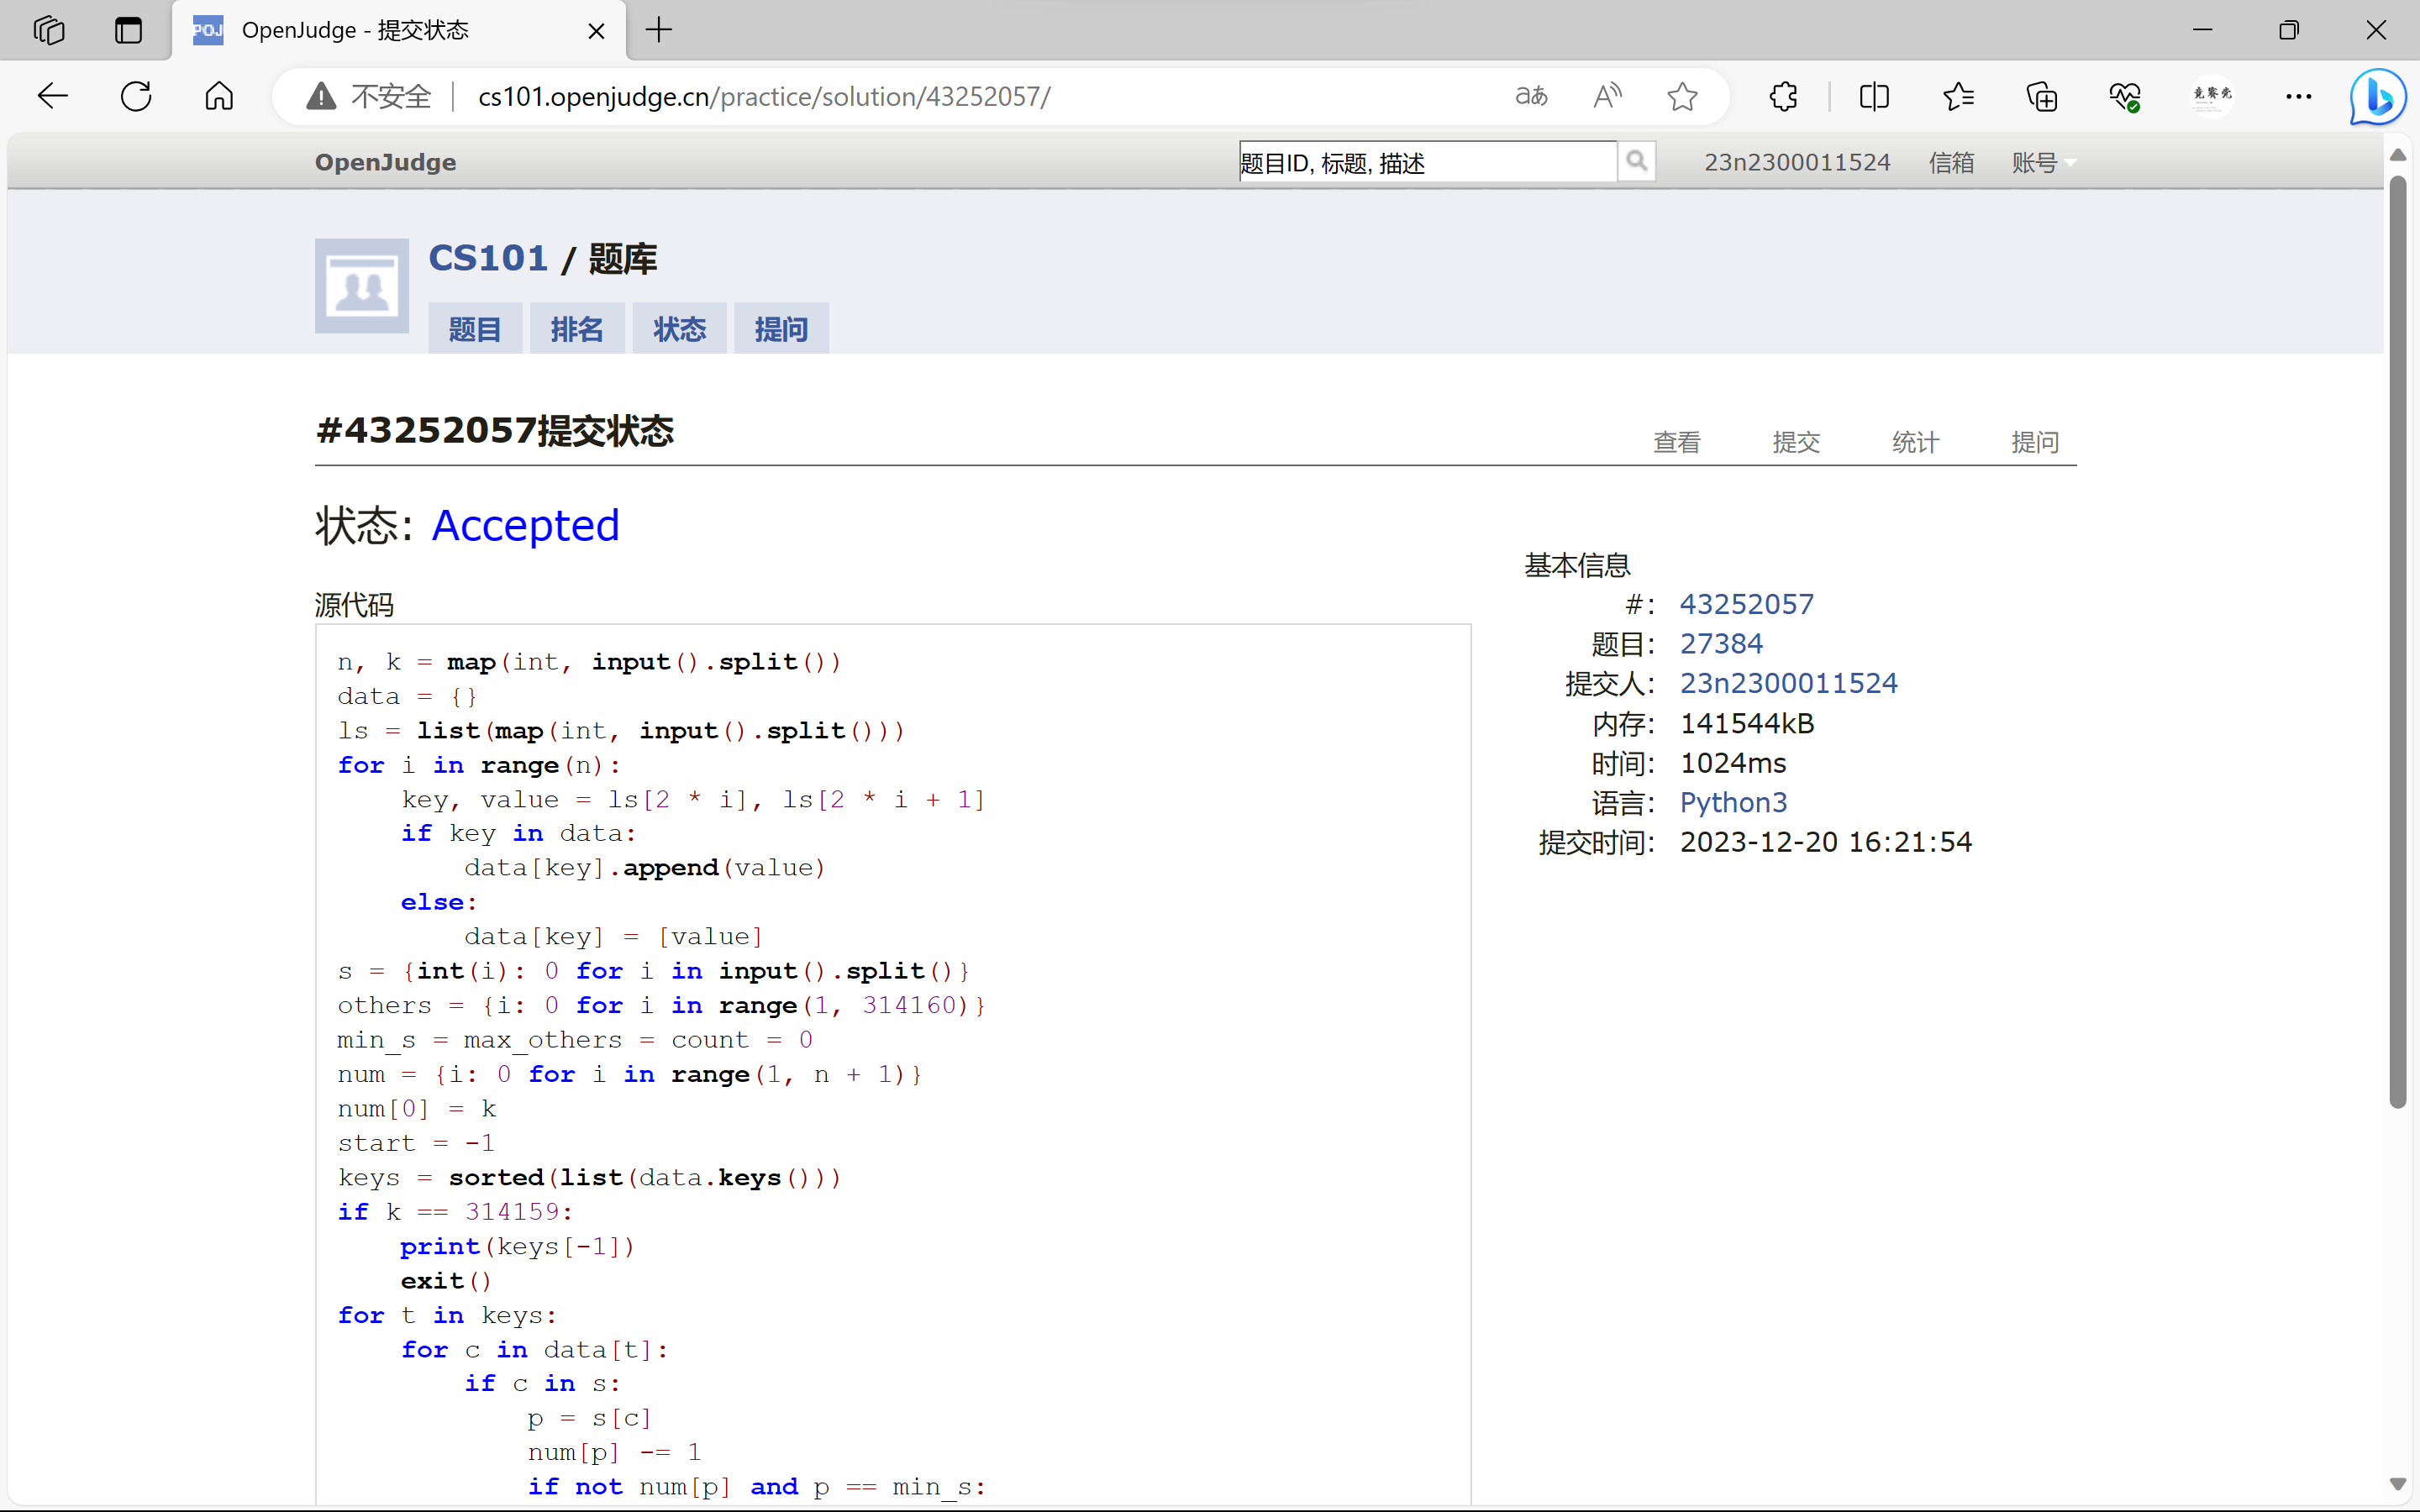 OpenJudge - 提交状态
不安全 cs101.openjudge.cn/practice/solution/43252057/
OpenJudge
题目ID, 标题, 描述
23n2300011524 信箱 账号
CS101 / 题库
题目 排名 状态 提问
#43252057提交状态
查看 提交 统计 提问
状态: Accepted
源代码
n, k = map(int, input().split())
data = {}
ls = list(map(int, input().split()))
for i in range(n):
    key, value = ls[2 * i], ls[2 * i + 1]
    if key in data:
        data[key].append(value)
    else:
        data[key] = [value]
s = {int(i): 0 for i in input().split()}
others = {i: 0 for i in range(1, 314160)}
min_s = max_others = count = 0
num = {i: 0 for i in range(1, n + 1)}
num[0] = k
start = -1
keys = sorted(list(data.keys()))
if k == 314159:
    print(keys[-1])
    exit()
for t in keys:
    for c in data[t]:
        if c in s:
            p = s[c]
            num[p] -= 1
            if not num[p] and p == min_s:
基本信息
#: 43252057
题目: 27384
提交人: 23n2300011524
内存: 141544kB
时间: 1024ms
语言: Python3
提交时间: 2023-12-20 16:21:54